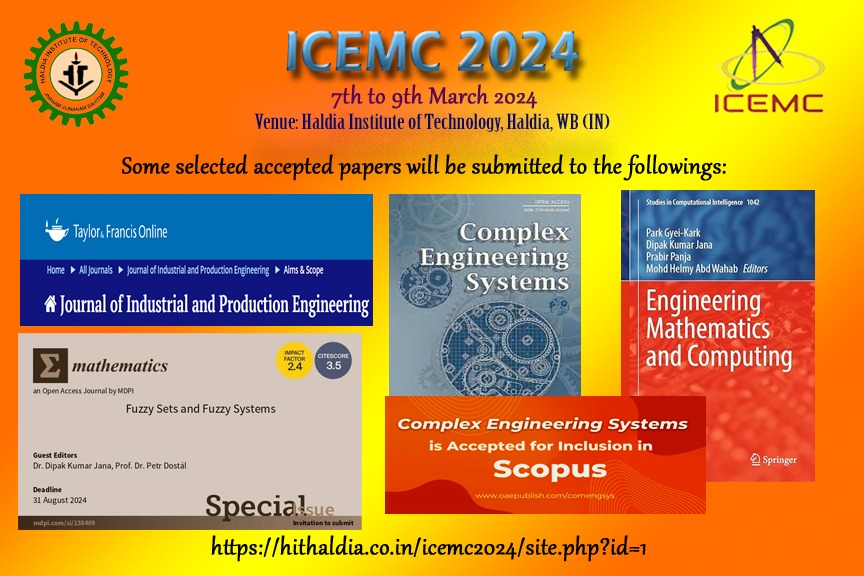 HALDIA INSTITUTE OF TECHNOLOGY
ICEMC 2024
ICEMC
7th to 9th March 2024
Venue: Haldia Institute of Technology, Haldia, WB (IN)
Some selected accepted papers will be submitted to the followings:
Taylor & Francis Online
Home All Journals Journal of Industrial and Production Engineering Aims & Scope
Journal of Industrial and Production Engineering
OPEN ACCESS
Complex
Engineering
Systems
Studies in Computational Intelligence 1042
Park Gyei-Kark
Dipak Kumar Jana
Prabir Panja
Mohd Helmy Abd Wahab Editors
Engineering
Mathematics
and Computing
Springer
Σ mathematics
IMPACT
FACTOR
2.4
CITESCORE
3.5
an Open Access Journal by MDPI
Fuzzy Sets and Fuzzy Systems
Guest Editors
Dr. Dipak Kumar Jana, Prof. Dr. Petr Dostál
Deadline
31 August 2024
Special Issue
mdpi.com/si/138409
Invitation to submit
Complex Engineering Systems
is Accepted for Inclusion in
Scopus
www.oaepublish.com/comengsys
https://hithaldia.co.in/icemc2024/site.php?id=1